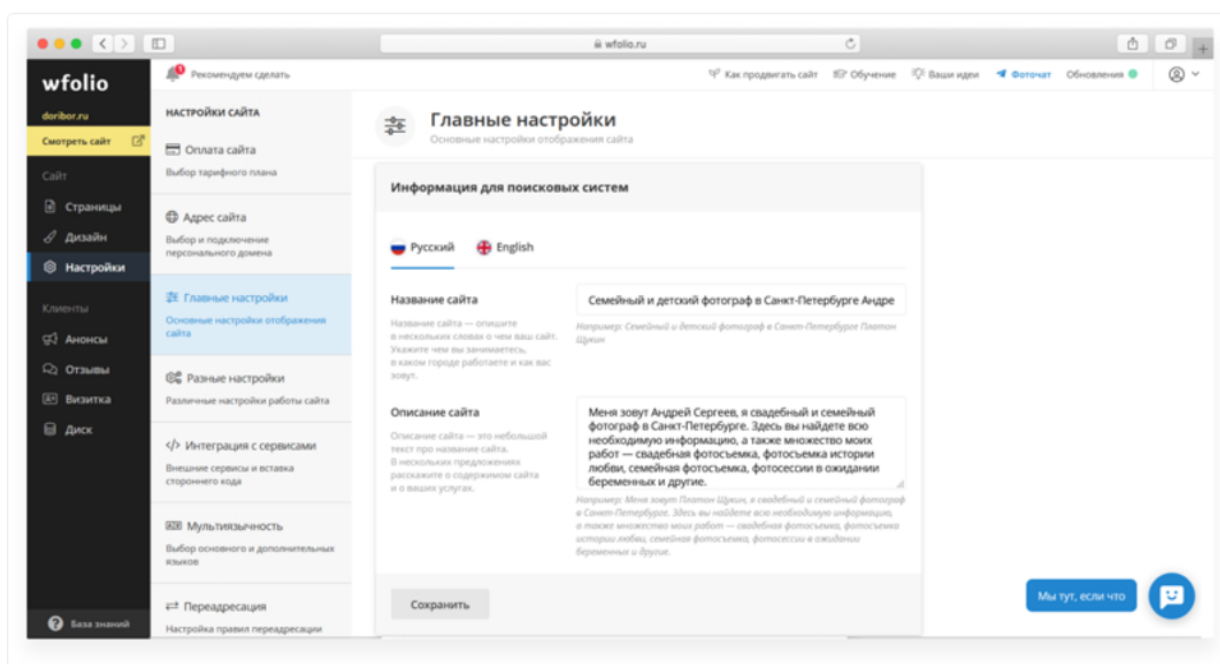 wfolio.ru
wfolio
Рекомендуем сделать
Как продвигать сайт
Обучение
Ваши идеи
Фоточат
Обновления
doribor.ru
Смотреть сайт
Сайт
Страницы
Дизайн
Настройки
Клиенты
Анонсы
Отзывы
Визитка
Диск
База знаний
НАСТРОЙКИ САЙТА
Оплата сайта
Выбор тарифного плана
Адрес сайта
Выбор и подключение
персонального домена
Главные настройки
Основные настройки отображения
сайта
Разные настройки
Различные настройки работы сайта
Интеграция с сервисами
Внешние сервисы и вставка
стороннего кода
Мультиязычность
Выбор основного и дополнительных
языков
Переадресация
Настройка правил переадресации
Главные настройки
Основные настройки отображения сайта
Информация для поисковых систем
Русский
English
Название сайта
Название сайта — опишите
в нескольких словах о чем ваш сайт.
Укажите чем вы занимаетесь,
в каком городе работаете и как вас
зовут.
Семейный и детский фотограф в Санкт-Петербурге Андре
Например: Семейный и детский фотограф в Санкт-Петербурге Платон
Щукин
Описание сайта
Описание сайта — это небольшой
текст про название сайта.
В нескольких предложениях
расскажите о содержимом сайта
и о ваших услугах.
Меня зовут Андрей Сергеев, я свадебный и семейный
фотограф в Санкт-Петербурге. Здесь вы найдете всю
необходимую информацию, а также множество моих
работ — свадебная фотосъемка, фотосъемка истории
любви, семейная фотосъемка, фотосессии в ожидании
беременных и другие.
Например: Меня зовут Платон Щукин, я свадебный и семейный фотограф
в Санкт-Петербурге. Здесь вы найдете всю необходимую информацию,
а также множество моих работ — свадебная фотосъемка, фотосъемка
истории любви, семейная фотосъемка, фотосессии в ожидании
беременных и другие.
Сохранить
Мы тут, если что